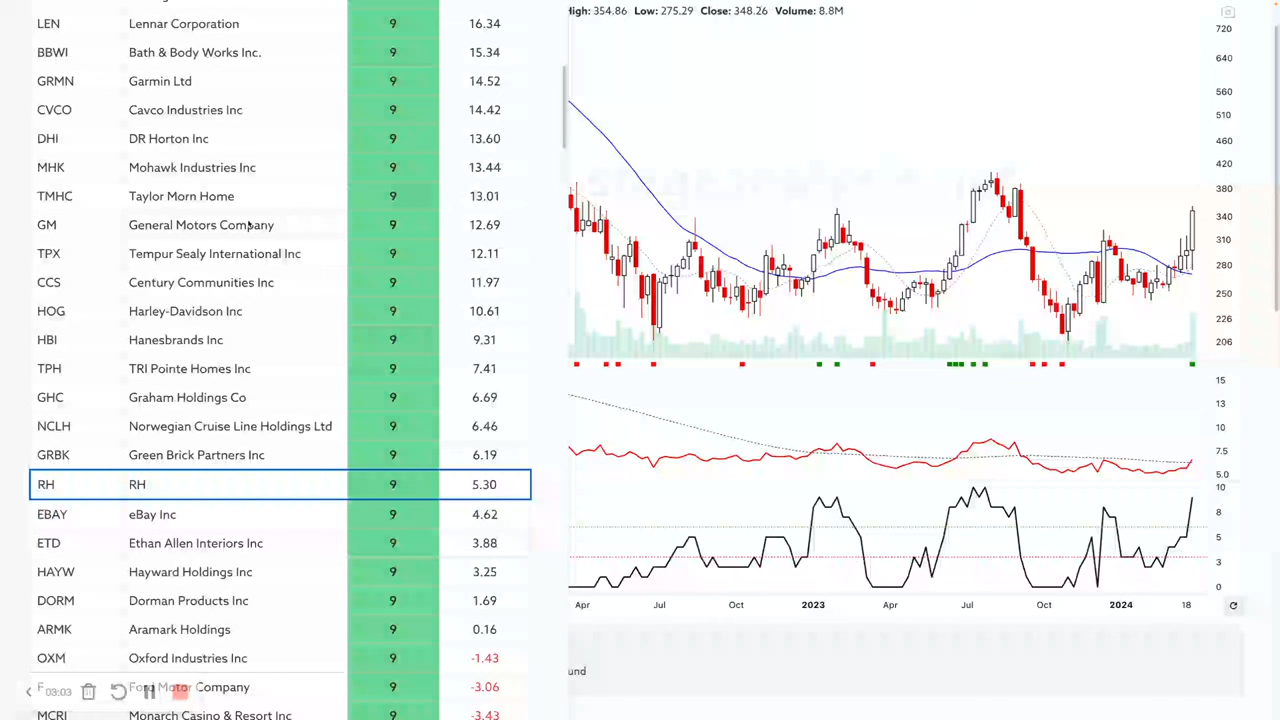 LEN Lennar Corporation 9 16.34
BBWI Bath & Body Works Inc. 9 15.34
GRMN Garmin Ltd 9 14.52
CVCO Cavco Industries Inc 9 14.42
DHI DR Horton Inc 9 13.60
MHK Mohawk Industries Inc 9 13.44
TMHC Taylor Morn Home 9 13.01
GM General Motors Company 9 12.69
TPX Tempur Sealy International Inc 9 12.11
CCS Century Communities Inc 9 11.97
HOG Harley-Davidson Inc 9 10.61
HBI Hanesbrands Inc 9 9.31
TPH TRI Pointe Homes Inc 9 7.41
GHC Graham Holdings Co 9 6.69
NCLH Norwegian Cruise Line Holdings Ltd 9 6.46
GRBK Green Brick Partners Inc 9 6.19
RH RH 9 5.30
EBAY eBay Inc 9 4.62
ETD Ethan Allen Interiors Inc 9 3.88
HAYW Hayward Holdings Inc 9 3.25
DORM Dorman Products Inc 9 1.69
ARMK Aramark Holdings 9 0.16
OXM Oxford Industries Inc 9 -1.43
F Ford Motor Company 9 -3.06
MCRI Monarch Casino & Resort Inc 9 -3.43
03:03
High: 354.86 Low: 275.29 Close: 348.26 Volume: 8.8M
720
640
560
510
460
420
380
340
310
280
250
226
206
15
13
10
7.5
5.0
10
8
5
3
0
Apr Jul Oct 2023 Apr Jul Oct 2024 18
und